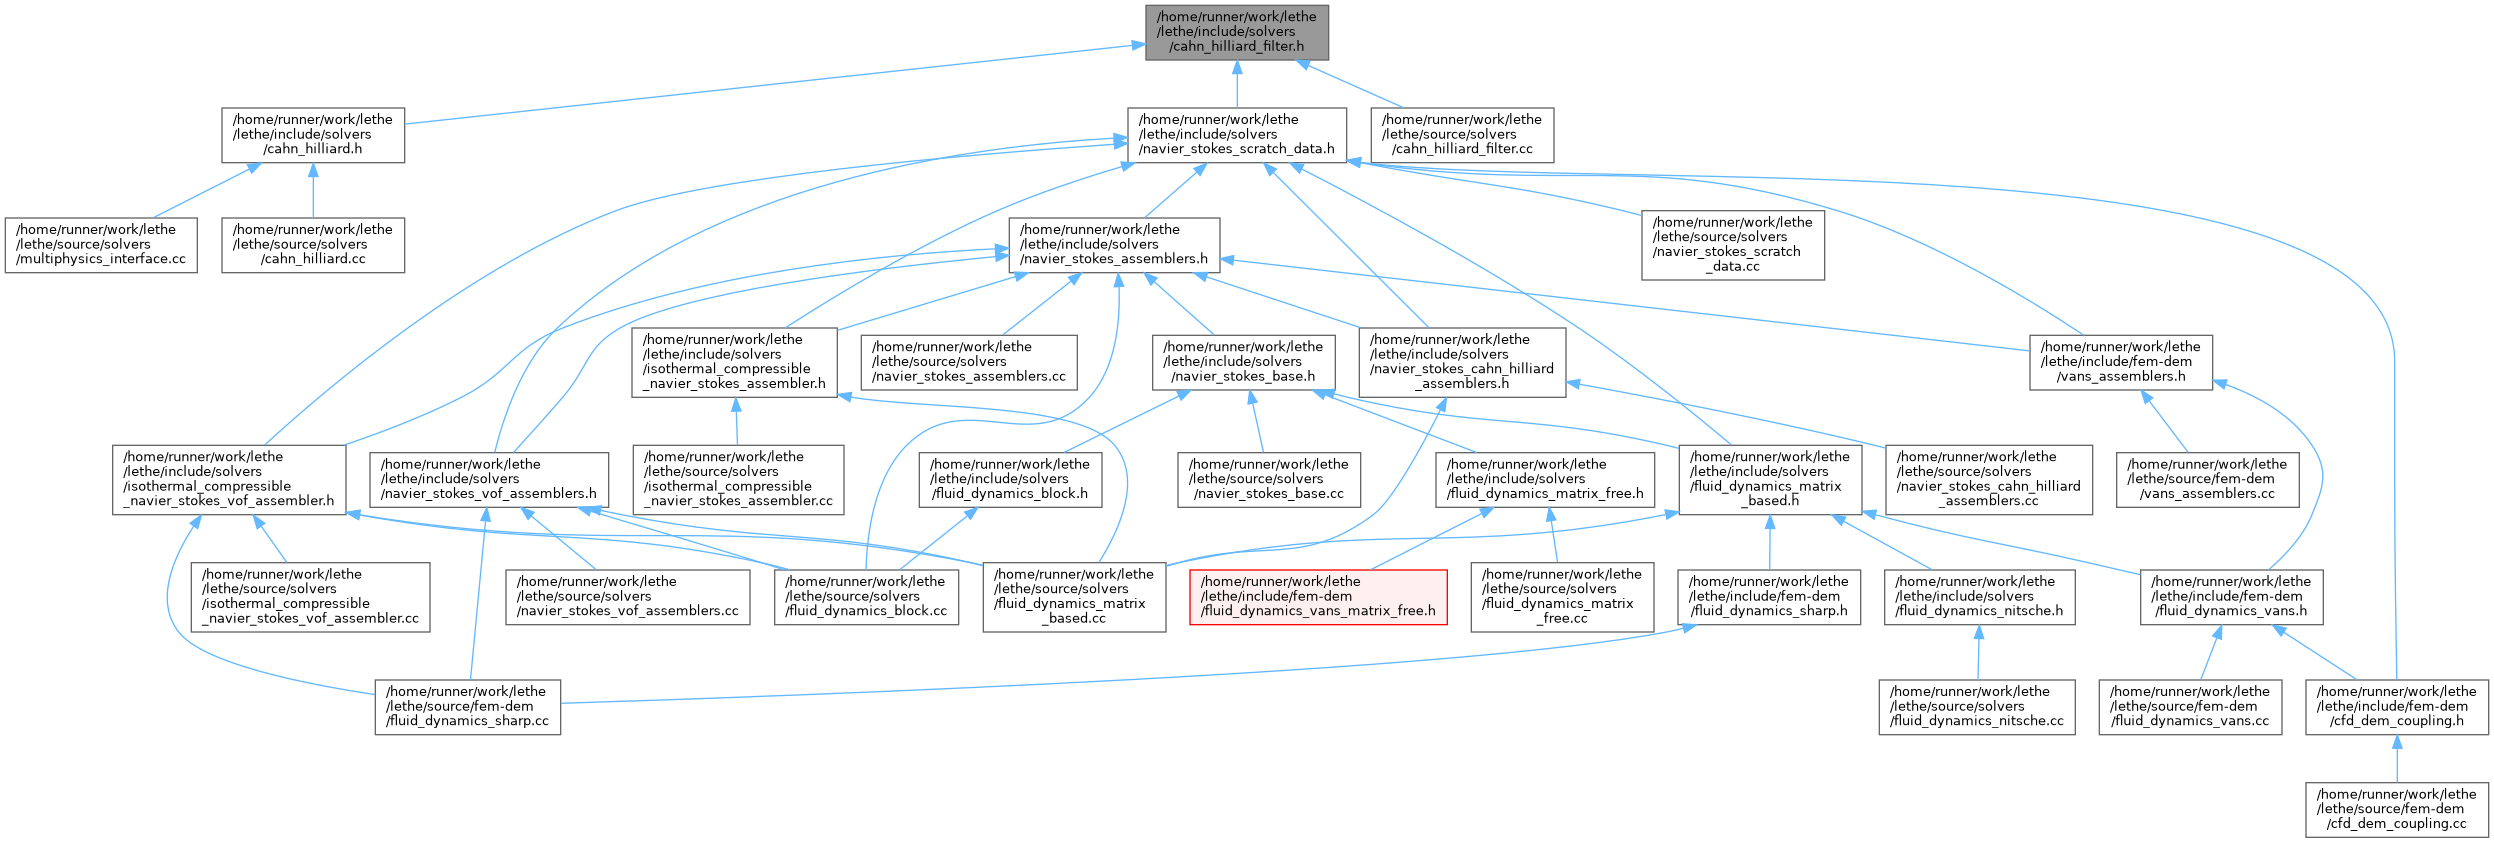 /home/runner/work/lethe
/lethe/include/solvers
/cahn_hilliard_filter.h
/home/runner/work/lethe
/lethe/include/solvers
/cahn_hilliard.h
/home/runner/work/lethe
/lethe/include/solvers
/navier_stokes_scratch_data.h
/home/runner/work/lethe
/lethe/source/solvers
/cahn_hilliard_filter.cc
/home/runner/work/lethe
/lethe/source/solvers
/multiphysics_interface.cc
/home/runner/work/lethe
/lethe/source/solvers
/cahn_hilliard.cc
/home/runner/work/lethe
/lethe/include/solvers
/navier_stokes_assemblers.h
/home/runner/work/lethe
/lethe/source/solvers
/navier_stokes_scratch
_data.cc
/home/runner/work/lethe
/lethe/include/solvers
/isothermal_compressible
_navier_stokes_assembler.h
/home/runner/work/lethe
/lethe/source/solvers
/navier_stokes_assemblers.cc
/home/runner/work/lethe
/lethe/include/solvers
/navier_stokes_base.h
/home/runner/work/lethe
/lethe/include/solvers
/navier_stokes_cahn_hilliard
_assemblers.h
/home/runner/work/lethe
/lethe/include/fem-dem
/vans_assemblers.h
/home/runner/work/lethe
/lethe/include/solvers
/isothermal_compressible
_navier_stokes_vof_assembler.h
/home/runner/work/lethe
/lethe/include/solvers
/navier_stokes_vof_assemblers.h
/home/runner/work/lethe
/lethe/source/solvers
/isothermal_compressible
_navier_stokes_assembler.cc
/home/runner/work/lethe
/lethe/include/solvers
/fluid_dynamics_block.h
/home/runner/work/lethe
/lethe/source/solvers
/navier_stokes_base.cc
/home/runner/work/lethe
/lethe/include/solvers
/fluid_dynamics_matrix_free.h
/home/runner/work/lethe
/lethe/include/solvers
/fluid_dynamics_matrix
_based.h
/home/runner/work/lethe
/lethe/source/solvers
/navier_stokes_cahn_hilliard
_assemblers.cc
/home/runner/work/lethe
/lethe/source/fem-dem
/vans_assemblers.cc
/home/runner/work/lethe
/lethe/source/solvers
/isothermal_compressible
_navier_stokes_vof_assembler.cc
/home/runner/work/lethe
/lethe/source/solvers
/navier_stokes_vof_assemblers.cc
/home/runner/work/lethe
/lethe/source/solvers
/fluid_dynamics_block.cc
/home/runner/work/lethe
/lethe/source/solvers
/fluid_dynamics_matrix
_based.cc
/home/runner/work/lethe
/lethe/include/fem-dem
/fluid_dynamics_vans_matrix_free.h
/home/runner/work/lethe
/lethe/source/solvers
/fluid_dynamics_matrix
_free.cc
/home/runner/work/lethe
/lethe/include/fem-dem
/fluid_dynamics_sharp.h
/home/runner/work/lethe
/lethe/include/solvers
/fluid_dynamics_nitsche.h
/home/runner/work/lethe
/lethe/include/fem-dem
/fluid_dynamics_vans.h
/home/runner/work/lethe
/lethe/source/fem-dem
/fluid_dynamics_sharp.cc
/home/runner/work/lethe
/lethe/source/solvers
/fluid_dynamics_nitsche.cc
/home/runner/work/lethe
/lethe/source/fem-dem
/fluid_dynamics_vans.cc
/home/runner/work/lethe
/lethe/include/fem-dem
/cfd_dem_coupling.h
/home/runner/work/lethe
/lethe/source/fem-dem
/cfd_dem_coupling.cc